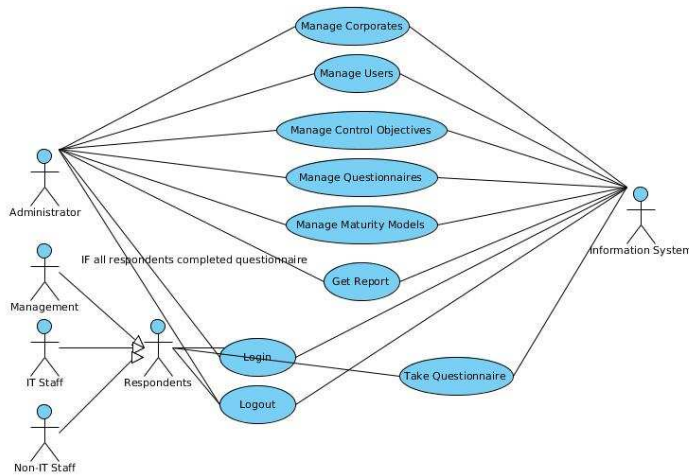 Manage Corporates
Manage Users
Manage Control Objectives
Administrator
Manage Questionnaires
Manage Maturity Models
Information System
IF all respondents completed questionnaire
Get Report
Management
Login
Take Questionnaire
IT Staff
Respondents
Logout
Non-IT Staff